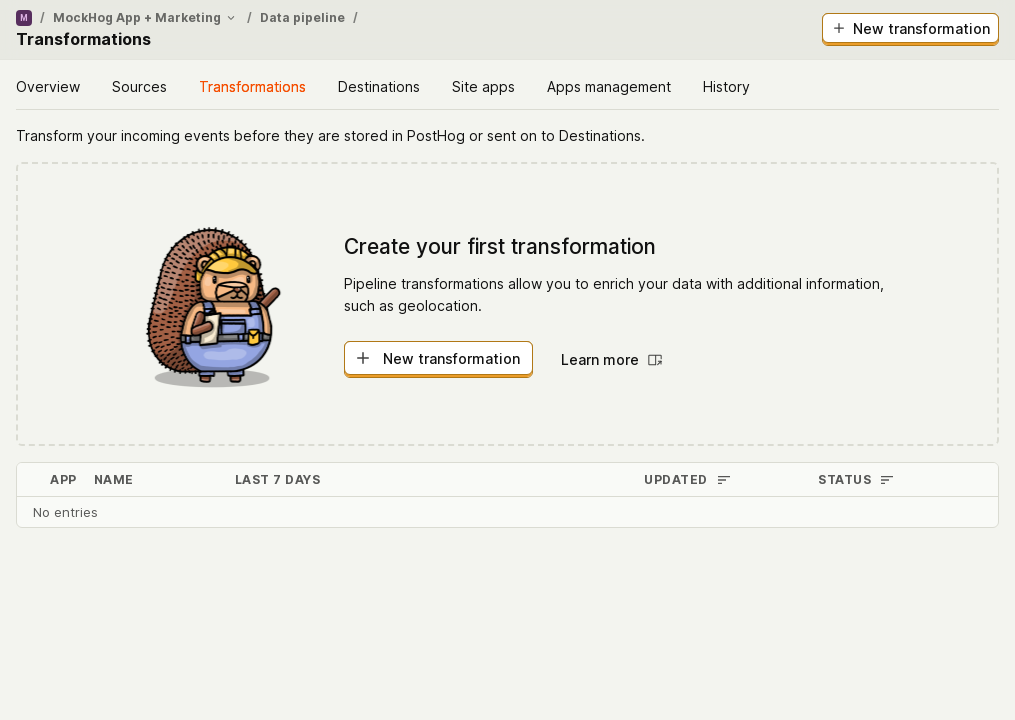 M / MockHog App + Marketing / Data pipeline /
Transformations
+ New transformation
Overview Sources Transformations Destinations Site apps Apps management History
Transform your incoming events before they are stored in PostHog or sent on to Destinations.
Create your first transformation
Pipeline transformations allow you to enrich your data with additional information,
such as geolocation.
+ New transformation Learn more
APP NAME LAST 7 DAYS UPDATED STATUS
No entries